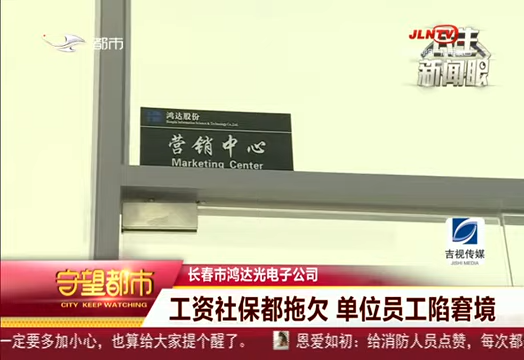 都市
JLNTV
民生
新闻眼
鸿达股份
营销中心
Marketing Center
吉视传媒
JISHI MEDIA
守望都市
CITY KEEP WATCHING
长春市鸿达光电子公司
工资社保都拖欠 单位员工陷窘境
一定要多加小心，也算给大家提个醒了。
恩爱如初：给消防人员点赞，每次都